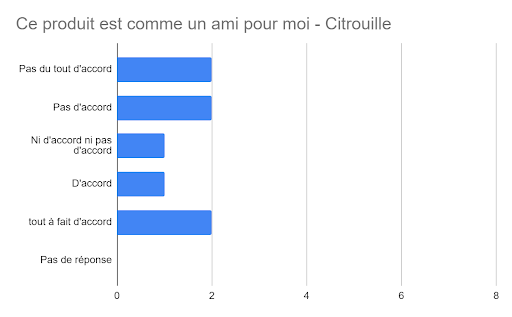 Ce produit est comme un ami pour moi - Citrouille
Pas du tout d'accord
Pas d'accord
Ni d'accord ni pas
d'accord
D'accord
tout à fait d'accord
Pas de réponse
0 2 4 6 8